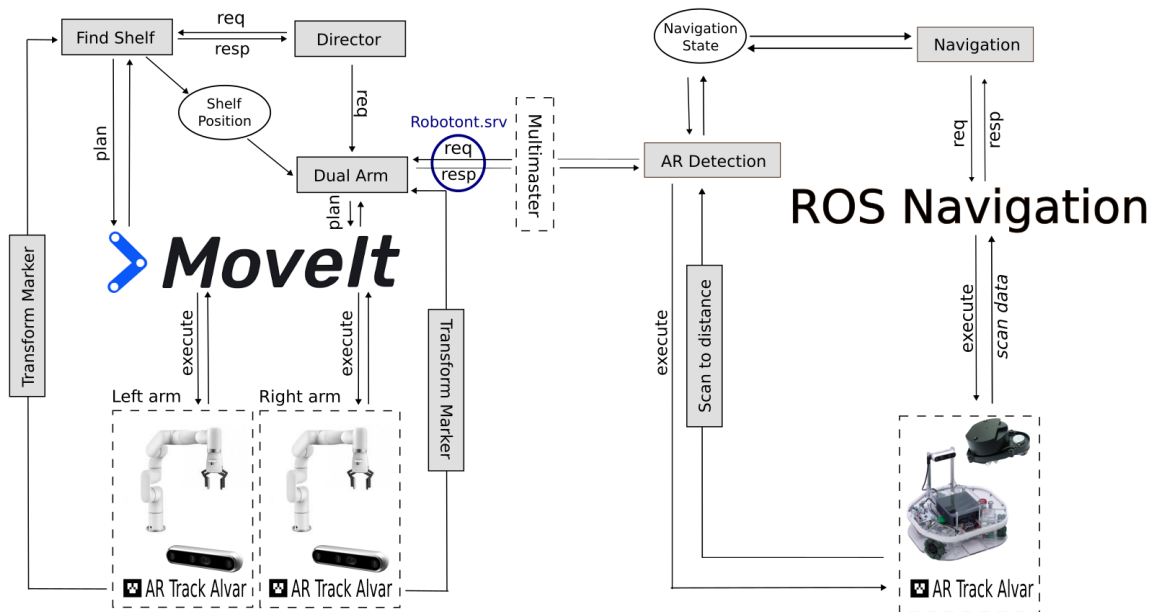 req
Find Shelf
resp
Director
plan
Shelf
Position
req
Robotont.srv
req
resp
Dual Arm
plan
Multimaster
MoveIt
Transform Marker
execute
execute
Transform Marker
Left arm
Right arm
AR Track Alvar
AR Track Alvar
Navigation
State
Navigation
AR Detection
req
resp
ROS Navigation
execute
Scan to distance
execute
scan data
AR Track Alvar